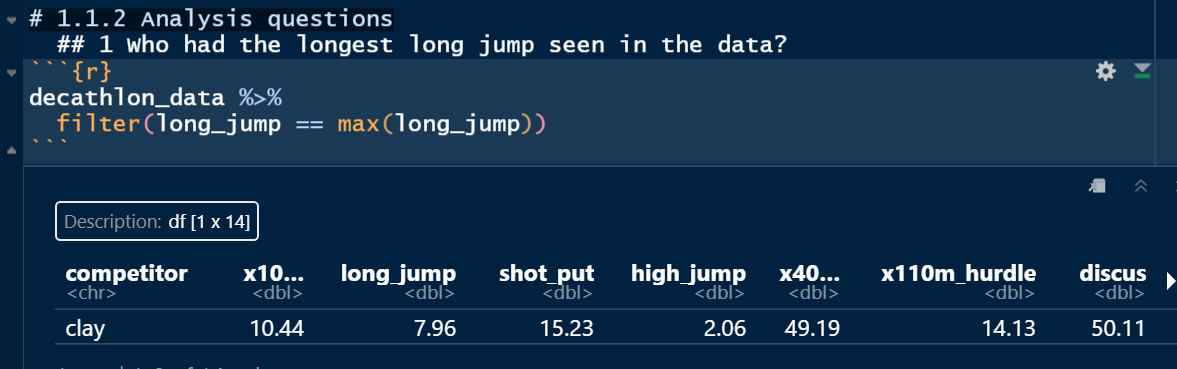 # 1.1.2 Analysis questions
## 1 Who had the longest long jump seen in the data?
```{r}
decathlon_data %>%
filter(long_jump == max(long_jump))
```
Description: df [1 x 14]
competitor x10... long_jump shot_put high_jump x40... x110m_hurdle discus
<chr> <dbl> <dbl> <dbl> <dbl> <dbl> <dbl> <dbl>
clay 10.44 7.96 15.23 2.06 49.19 14.13 50.11